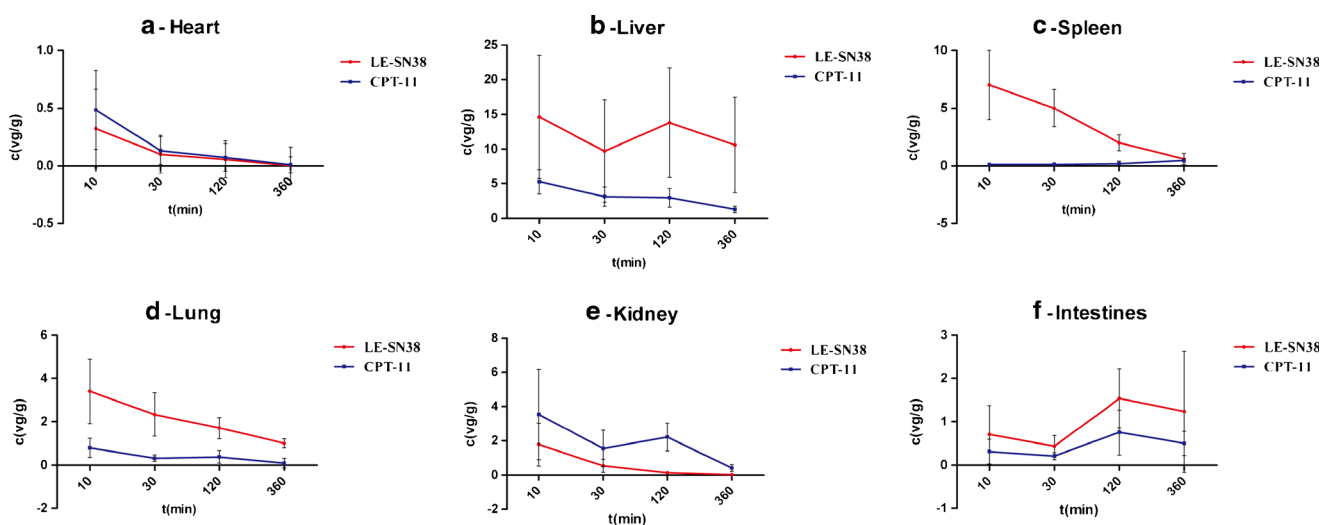 a - Heart
LE-SN38
CPT-11
1.0
0.5
0.0
-0.5
c(vg/g)
10
30
120
360
t(min)
b -Liver
LE-SN38
CPT-11
25
20
15
10
5
0
c(vg/g)
10
30
120
360
t(min)
c - Spleen
LE-SN38
CPT-11
10
5
0
-5
c(vg/g)
10
30
120
360
t(min)
d -Lung
LE-SN38
CPT-11
6
4
2
0
-2
c(vg/g)
10
30
120
360
t(min)
e -Kidney
LE-SN38
CPT-11
8
6
4
2
0
-2
c(vg/g)
10
30
120
360
t(min)
f - Intestines
LE-SN38
CPT-11
3
2
1
0
-1
c(vg/g)
10
30
120
360
t(min)